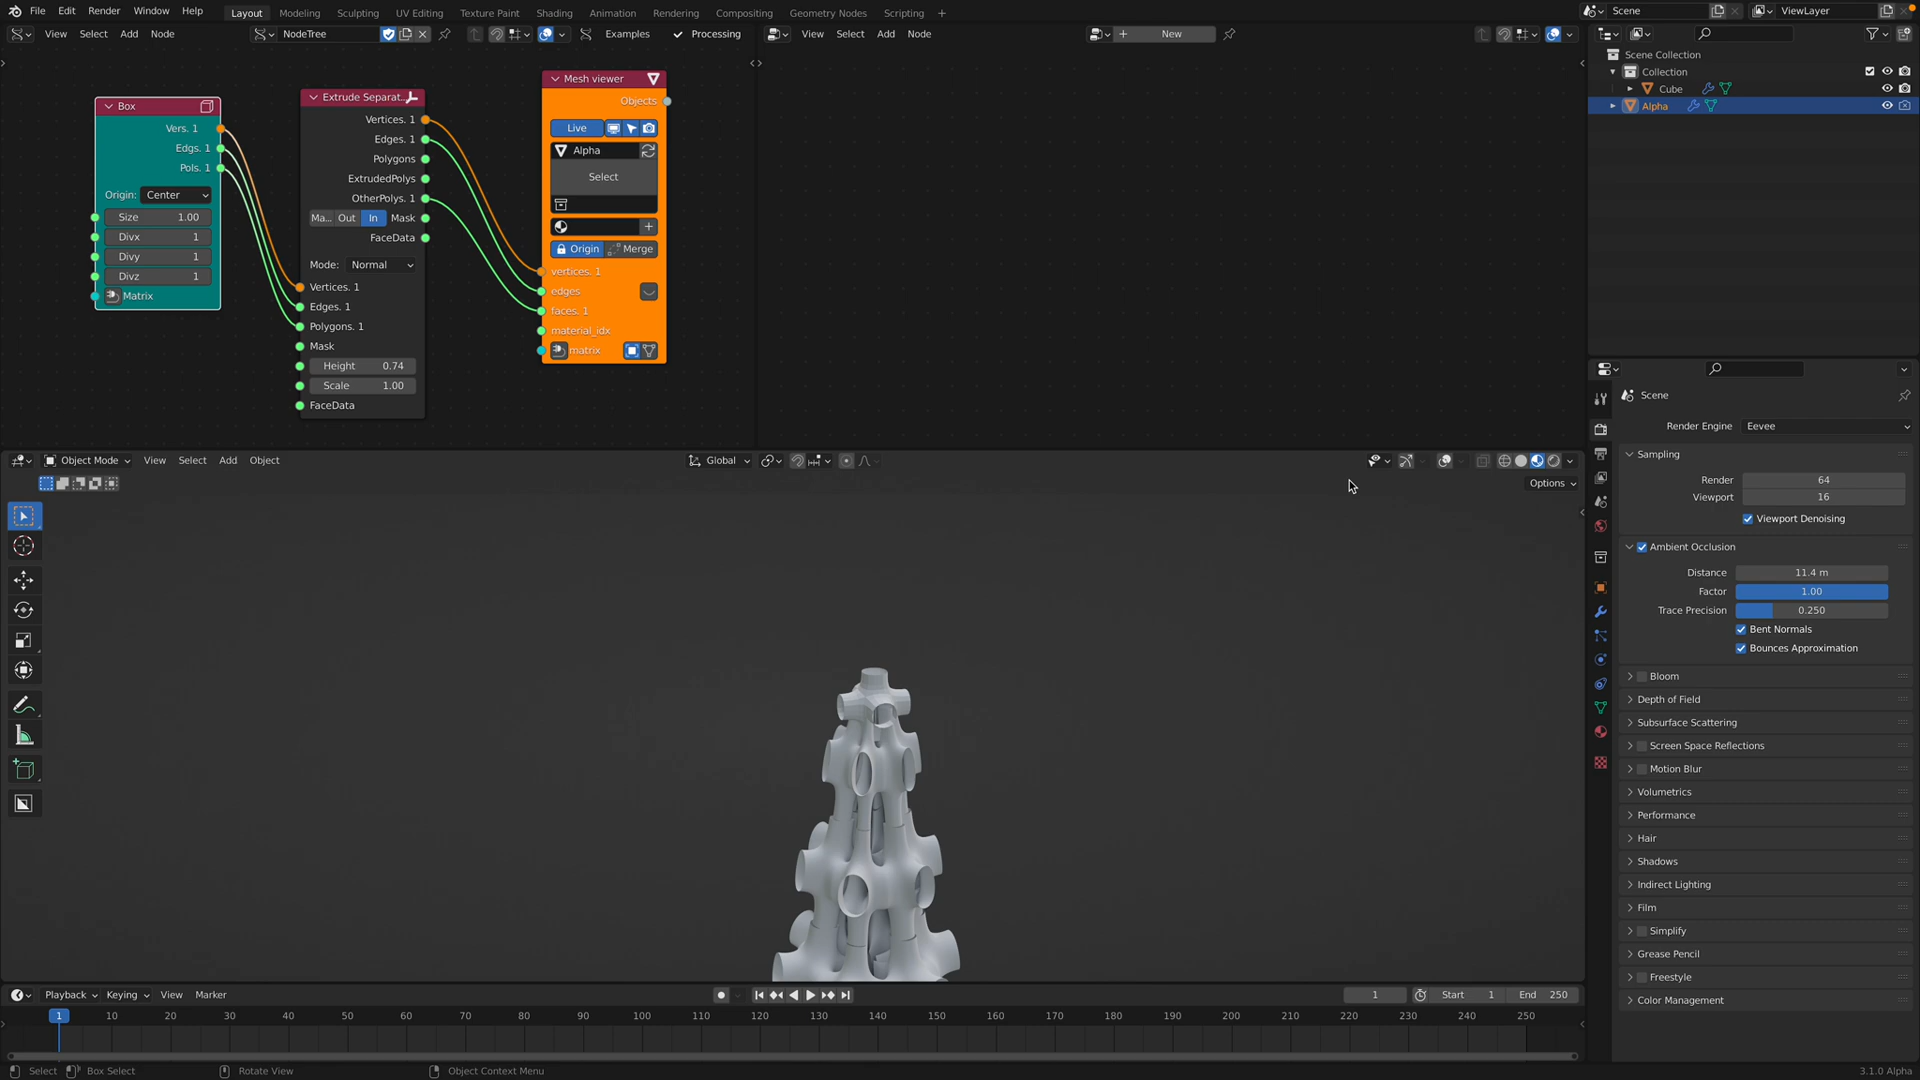 File Edit Render Window Help Layout Modeling Sculpting UV Editing Texture Paint Shading Animation Rendering Compositing Geometry Nodes Scripting + Scene ViewLayer
View Select Add Node NodeTree Examples Processing View Select Add Node New
Scene Collection
Collection
Cube
Alpha
Box
Vers. 1
Edgs. 1
Pols. 1
Origin: Center
Size 1.00
Divx 1
Divy 1
Divz 1
Matrix
Extrude Separat..
Vertices. 1
Edges. 1
Polygons
ExtrudedPolys
OtherPolys. 1
Ma... Out In Mask
FaceData
Mode: Normal
Vertices. 1
Edges. 1
Polygons. 1
Mask
Height 0.74
Scale 1.00
FaceData
Mesh viewer
Objects
Live
Alpha
Select
Origin Merge
vertices. 1
edges
faces. 1
material_idx
matrix
Scene
Render Engine Eevee
Sampling
Render 64
Viewport 16
Viewport Denoising
Ambient Occlusion
Distance 11.4 m
Factor 1.00
Trace Precision 0.250
Bent Normals
Bounces Approximation
Bloom
Depth of Field
Subsurface Scattering
Screen Space Reflections
Motion Blur
Volumetrics
Performance
Hair
Shadows
Indirect Lighting
Film
Simplify
Grease Pencil
Freestyle
Color Management
Object Mode View Select Add Object Global
Options
Playback Keying View Marker 1 Start 1 End 250
1 10 20 30 40 50 60 70 80 90 100 110 120 130 140 150 160 170 180 190 200 210 220 230 240 250
Select Box Select Rotate View Object Context Menu 3.1.0 Alpha